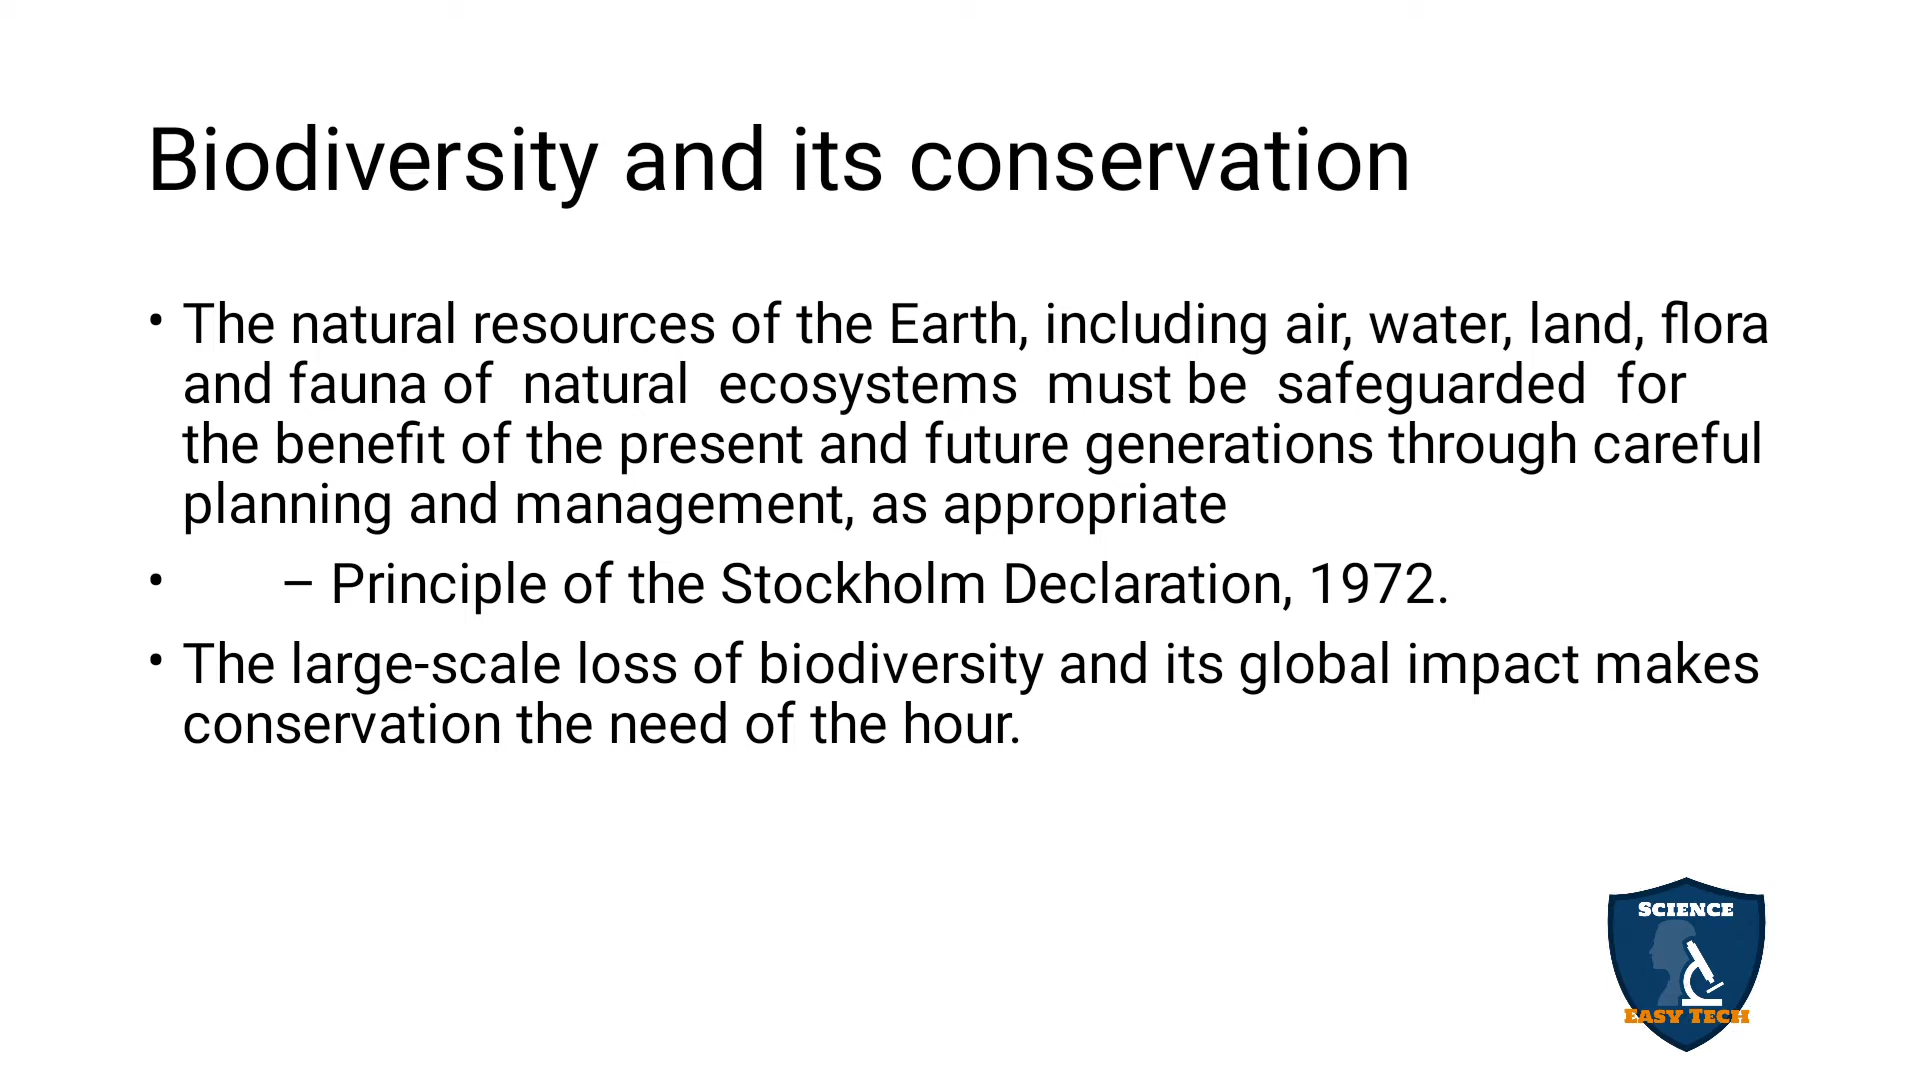 Biodiversity and its conservation
• The natural resources of the Earth, including air, water, land, flora
and fauna of  natural  ecosystems  must be  safeguarded  for
the benefit of the present and future generations through careful
planning and management, as appropriate
• – Principle of the Stockholm Declaration, 1972.
• The large-scale loss of biodiversity and its global impact makes
conservation the need of the hour.
SCIENCE
EASY TECH